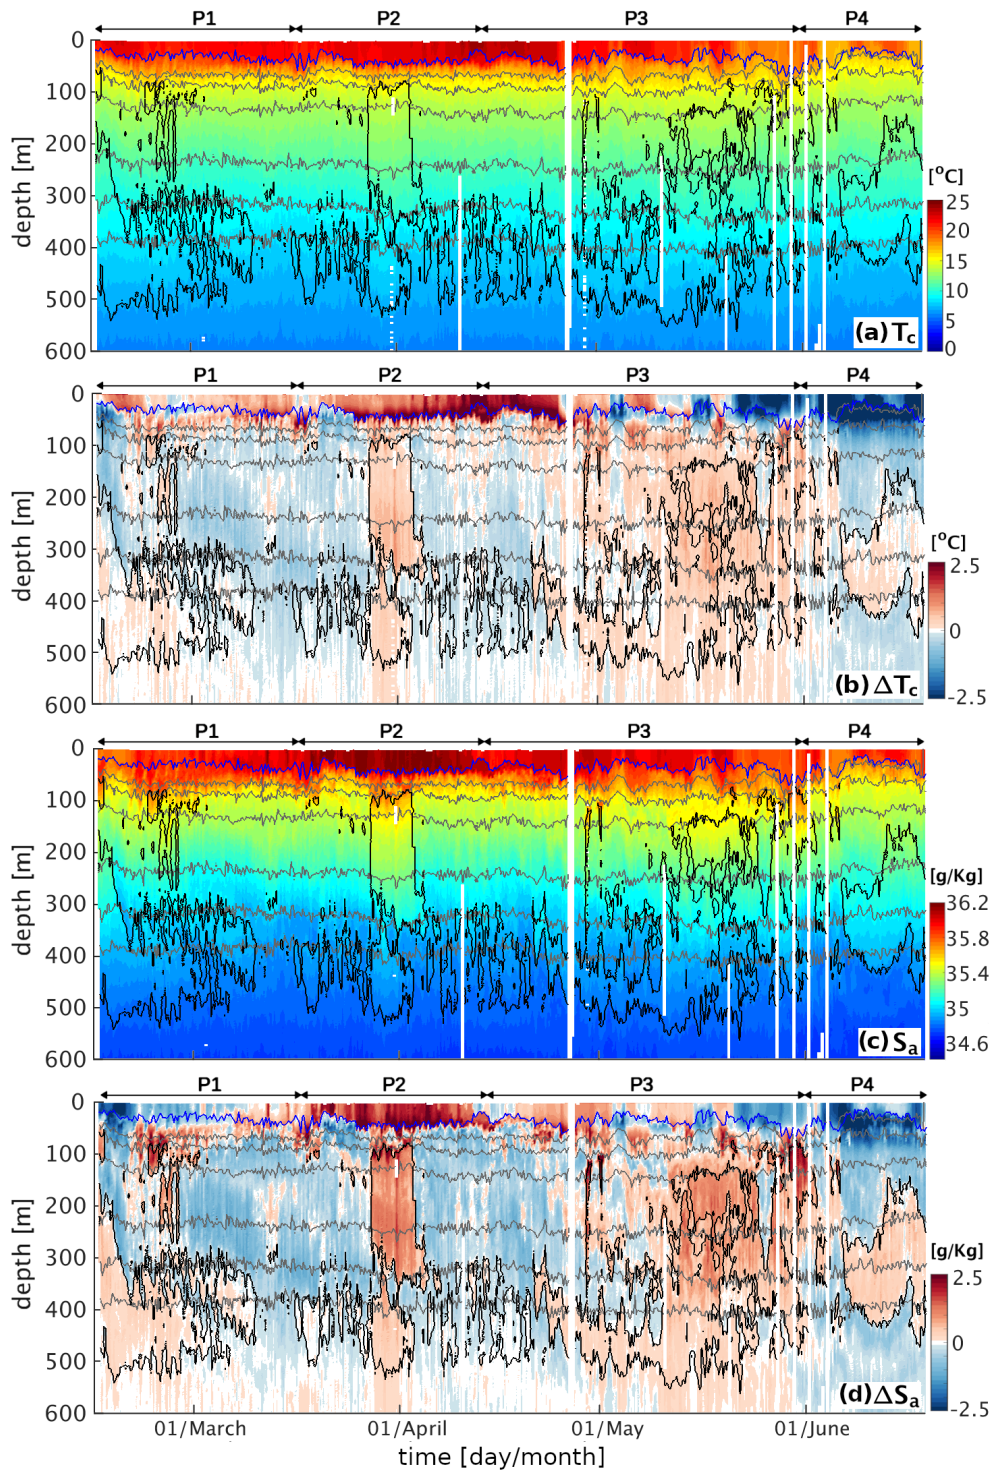 P1 P2 P3 P4
0
100
200
300
400
500
600
depth [m]
[°C]
25
20
15
10
5
0
(a) Tc
P1 P2 P3 P4
0
100
200
300
400
500
600
depth [m]
[°C]
2.5
0
-2.5
(b) ΔTc
P1 P2 P3 P4
0
100
200
300
400
500
600
depth [m]
[g/Kg]
36.2
35.8
35.4
35
34.6
(c) Sa
P1 P2 P3 P4
0
100
200
300
400
500
600
depth [m]
[g/Kg]
2.5
0
-2.5
(d) ΔSa
01/March 01/April 01/May 01/June
time [day/month]